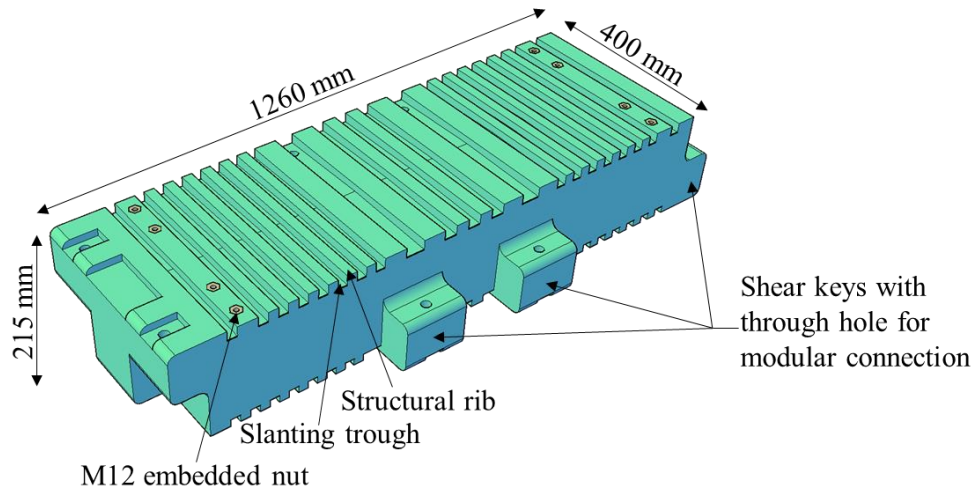 1260 mm
400 mm
215 mm
Shear keys with
through hole for
modular connection
Structural rib
Slanting trough
M12 embedded nut